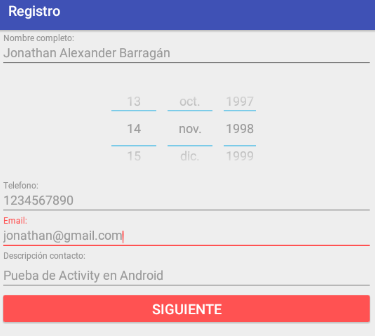 Registro
Nombre completo:
Jonathan Alexander Barragán
13 oct. 1997
14 nov. 1998
15 dic. 1999
Telefono:
1234567890
Email:
jonathan@gmail.com
Descripción contacto:
Pueba de Activity en Android
SIGUIENTE